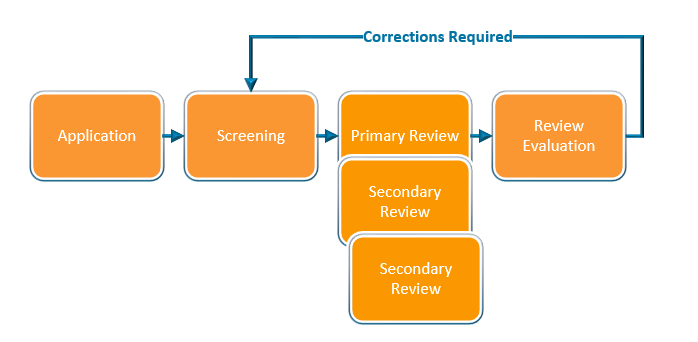 Corrections Required
Application
Screening
Primary Review
Review
Evaluation
Secondary
Review
Secondary
Review